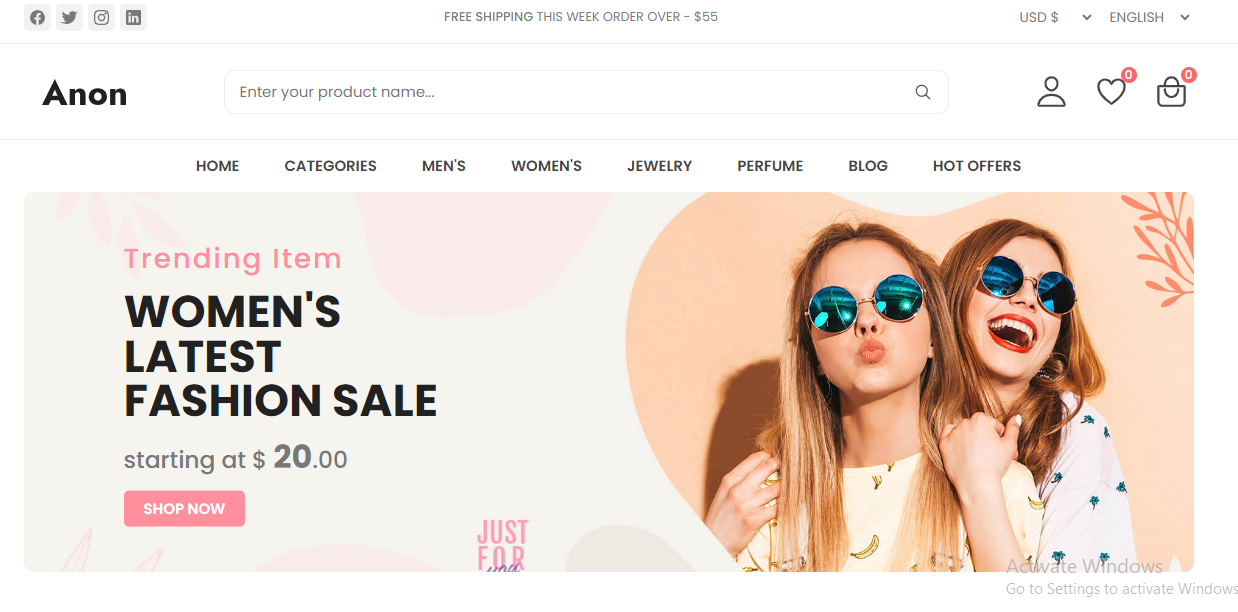 FREE SHIPPING THIS WEEK ORDER OVER - $55
USD $
ENGLISH
Anon
Enter your product name...
0
0
HOME
CATEGORIES
MEN'S
WOMEN'S
JEWELRY
PERFUME
BLOG
HOT OFFERS
Trending Item
WOMEN'S
LATEST
FASHION SALE
starting at $ 20.00
SHOP NOW
JUST
FOR
you
Activate Windows
Go to Settings to activate Windows